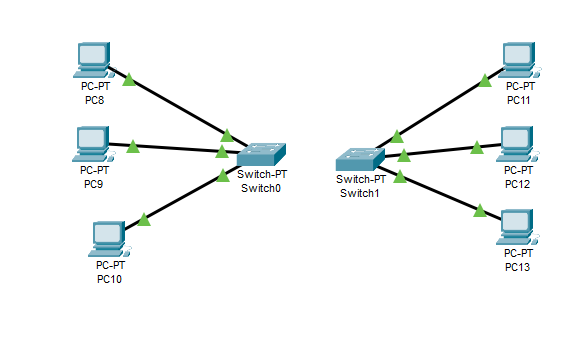 PC-PT
PC8
PC-PT
PC9
PC-PT
PC10
Switch-PT
Switch0
Switch-PT
Switch1
PC-PT
PC11
PC-PT
PC12
PC-PT
PC13